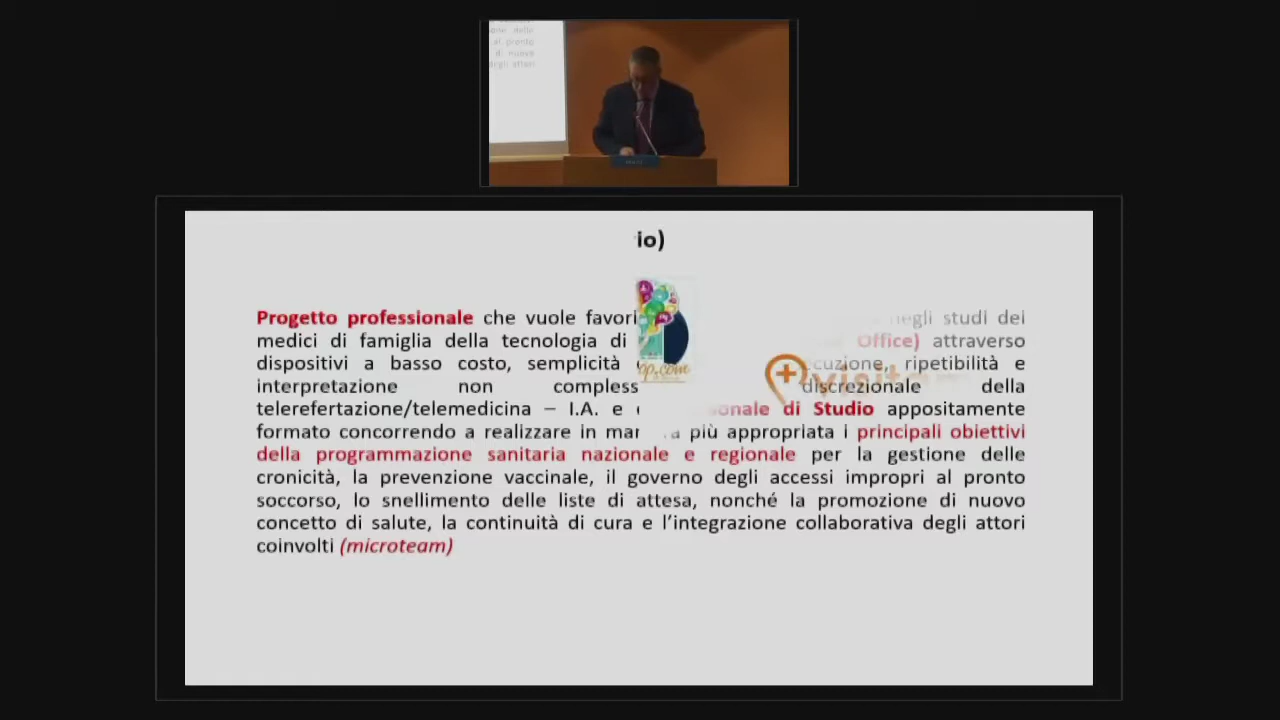 io)
Progetto professionale che vuole favori negli studi dei
medici di famiglia della tecnologia di Office) attraverso
dispositivi a basso costo, semplicità cuzione, ripetibilità e
interpretazione non compless discrezionale della
telerefertazione/telemedicina – I.A. e onale di Studio appositamente
formato concorrendo a realizzare in mar più appropriata i principali obiettivi
della programmazione sanitaria nazionale e regionale per la gestione delle
cronicità, la prevenzione vaccinale, il governo degli accessi impropri al pronto
soccorso, lo snellimento delle liste di attesa, nonché la promozione di nuovo
concetto di salute, la continuità di cura e l'integrazione collaborativa degli attori
coinvolti (microteam)